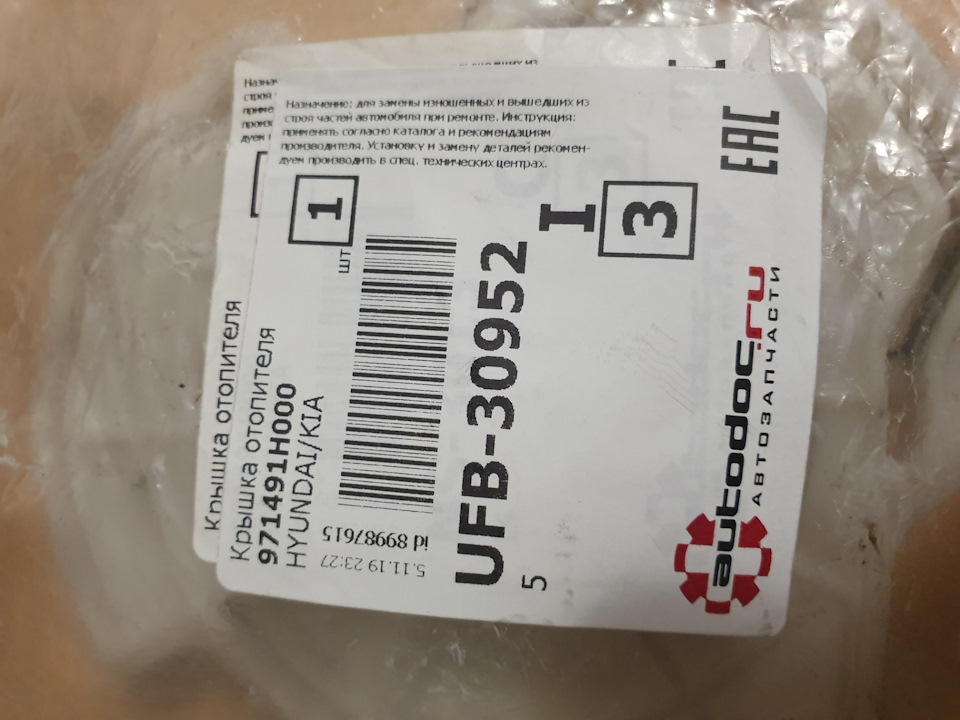 Крышка отопителя
971491H000
HYUNDAI/KIA
1
шт
id 89987615
5.11.19 23:27
UFB-30952
5
I
3
Назначение: для замены изношенных и вышедших из
строя частей автомобиля при ремонте. Инструкция:
применять согласно каталога и рекомендациям
производителя. Установку и замену деталей рекомен-
дуем производить в спец. технических центрах.
EAC
autodoc.ru
АВТОЗАПЧАСТИ
Крышка отопителя